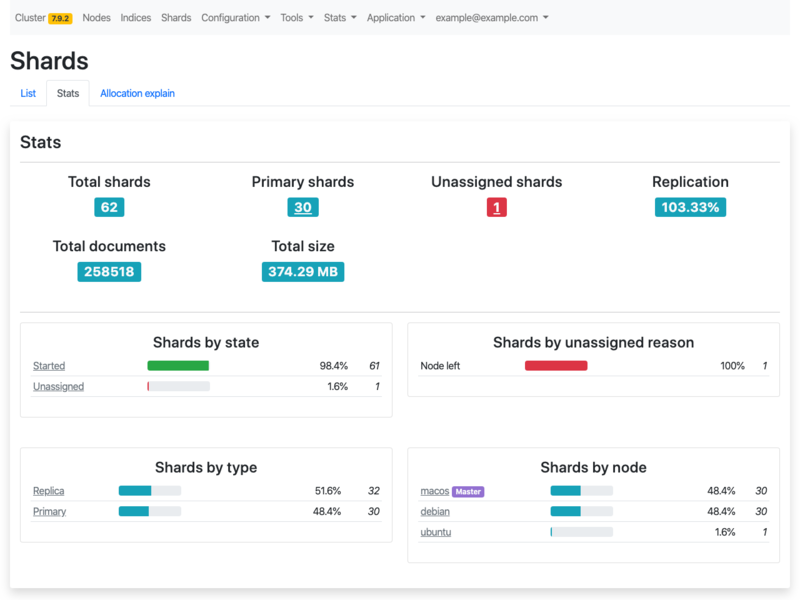 Cluster 7.9.2 Nodes Indices Shards Configuration Tools Stats Application example@example.com
Shards
List Stats Allocation explain
Stats
Total shards Primary shards Unassigned shards Replication
62 30 1 103.33%
Total documents Total size
258518 374.29 MB
Shards by state
Started 98.4% 61
Unassigned 1.6% 1
Shards by unassigned reason
Node left 100% 1
Shards by type
Replica 51.6% 32
Primary 48.4% 30
Shards by node
macos Master 48.4% 30
debian 48.4% 30
ubuntu 1.6% 1